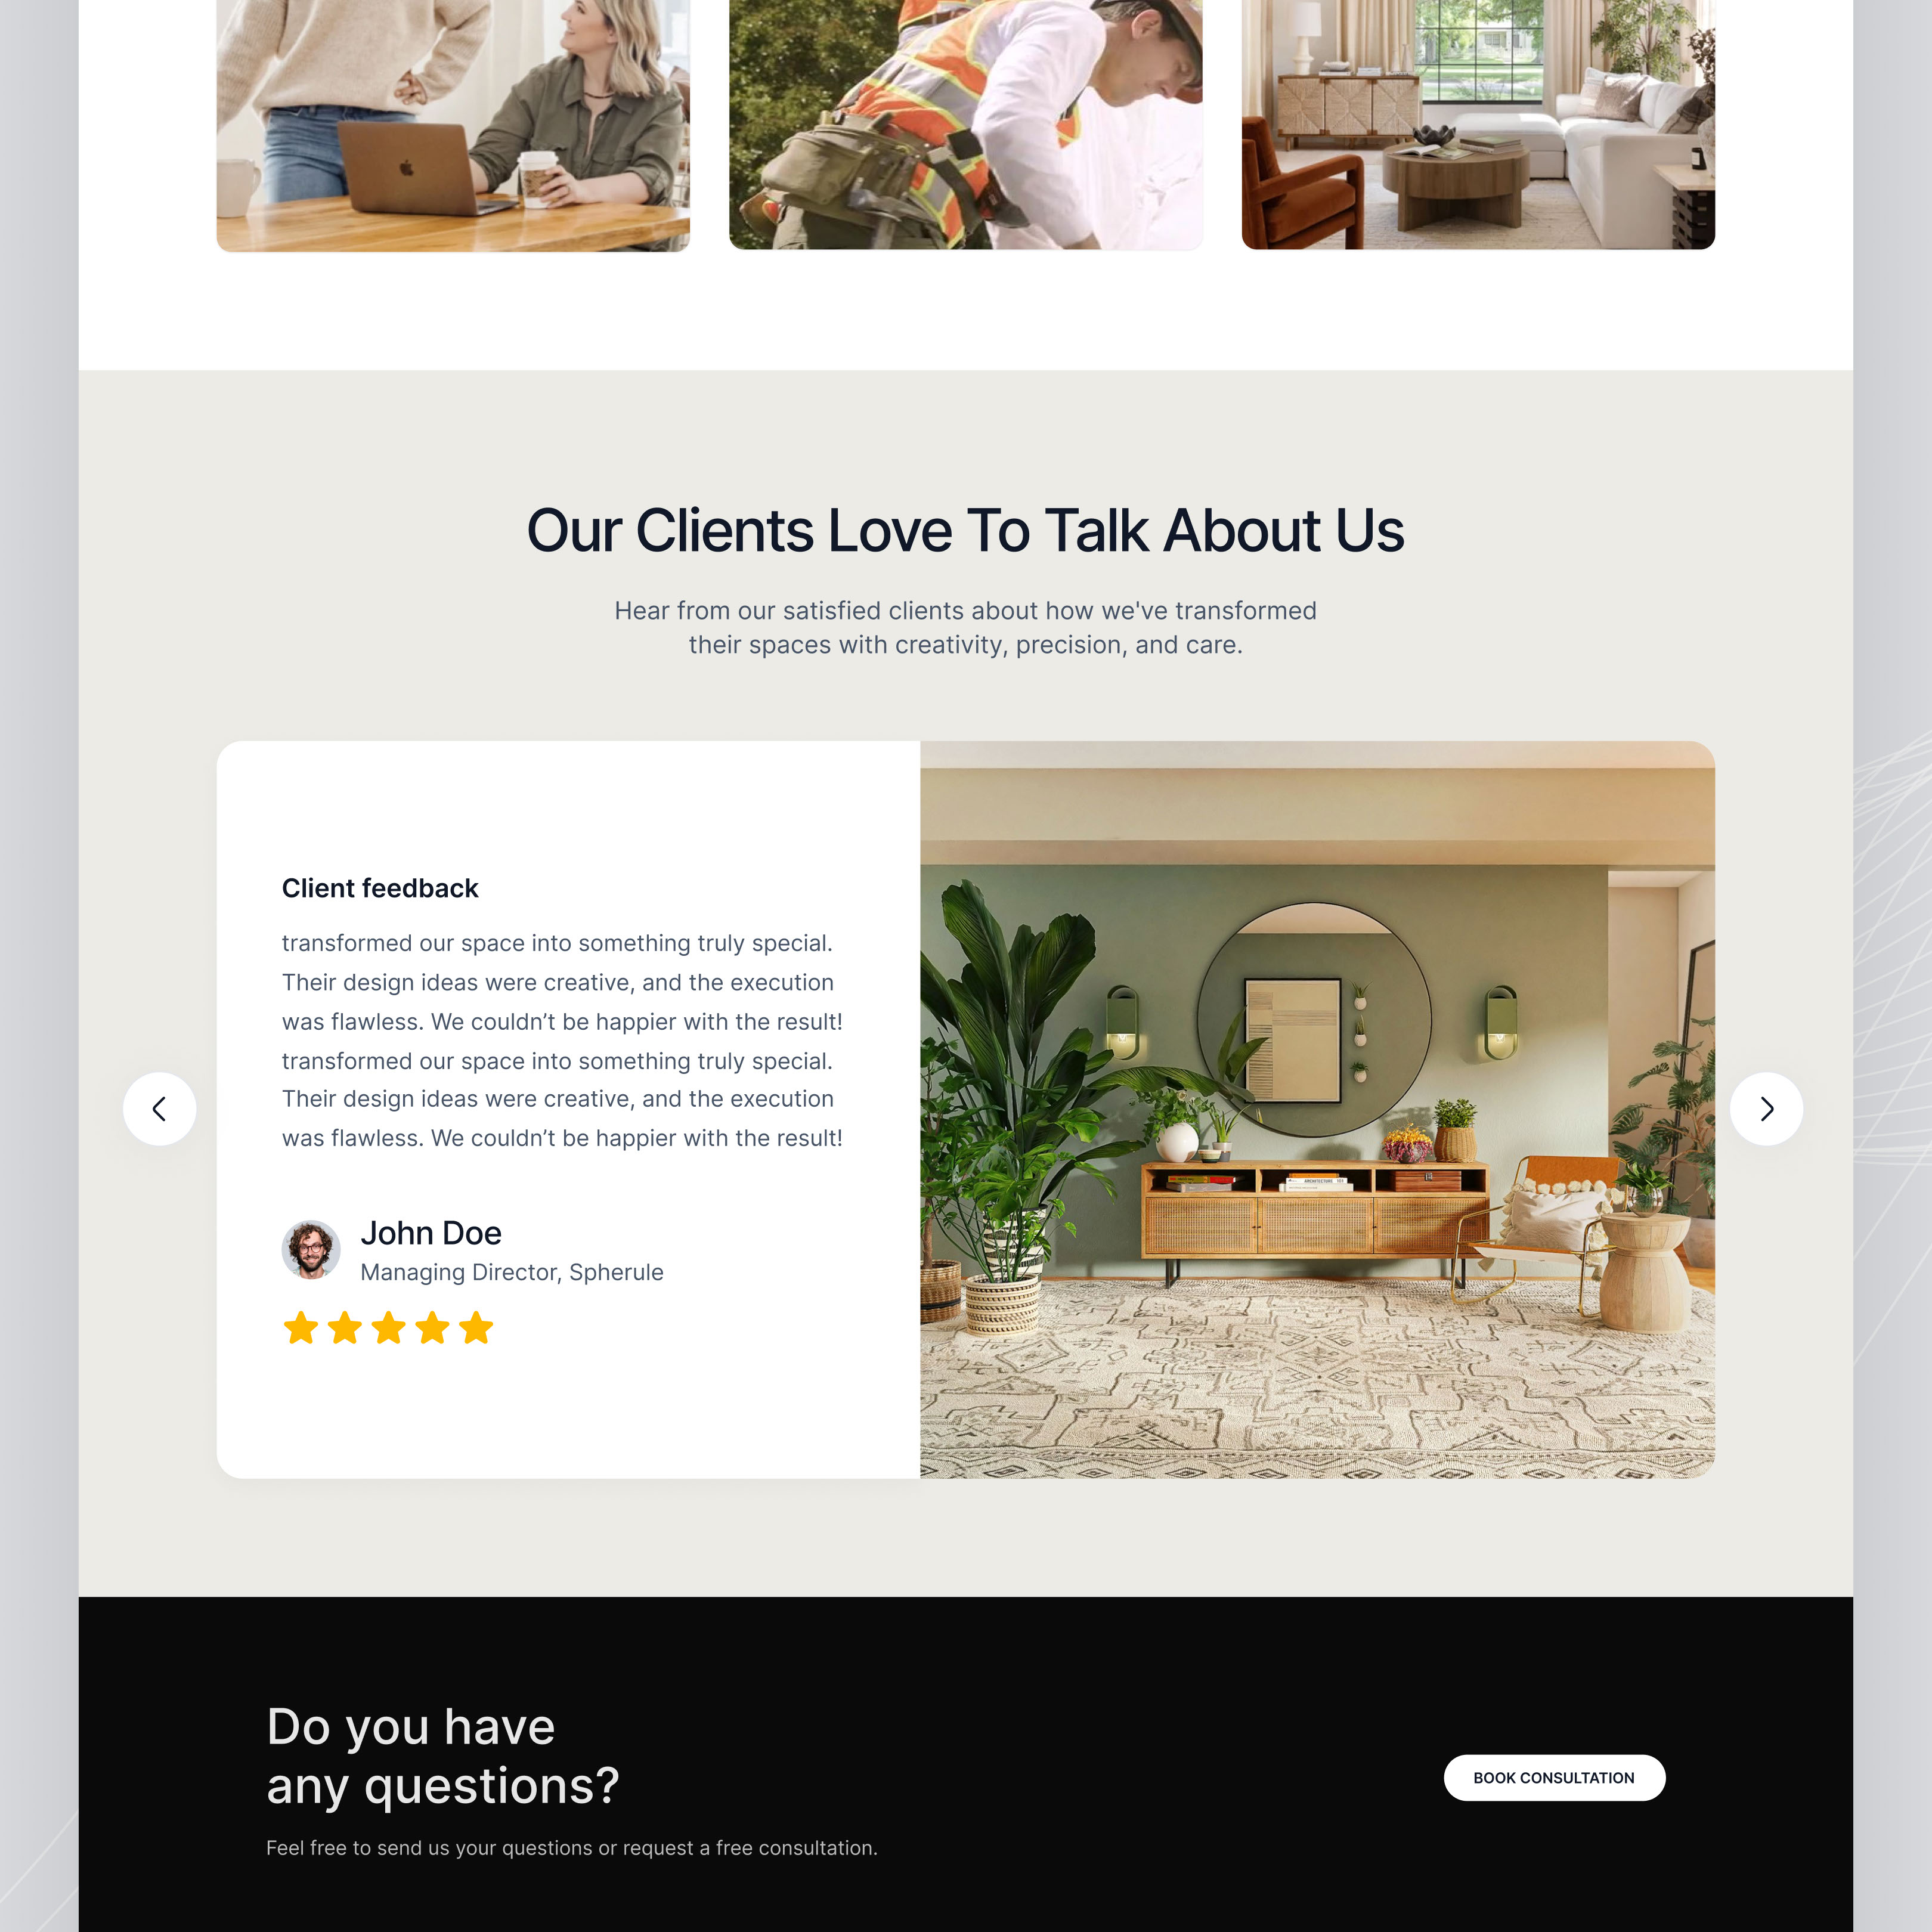 Our Clients Love To Talk About Us
Hear from our satisfied clients about how we've transformed
their spaces with creativity, precision, and care.
Client feedback
transformed our space into something truly special.
Their design ideas were creative, and the execution
was flawless. We couldn’t be happier with the result!
transformed our space into something truly special.
Their design ideas were creative, and the execution
was flawless. We couldn’t be happier with the result!
John Doe
Managing Director, Spherule
ARCHITECTURE
Do you have
any questions?
BOOK CONSULTATION
Feel free to send us your questions or request a free consultation.